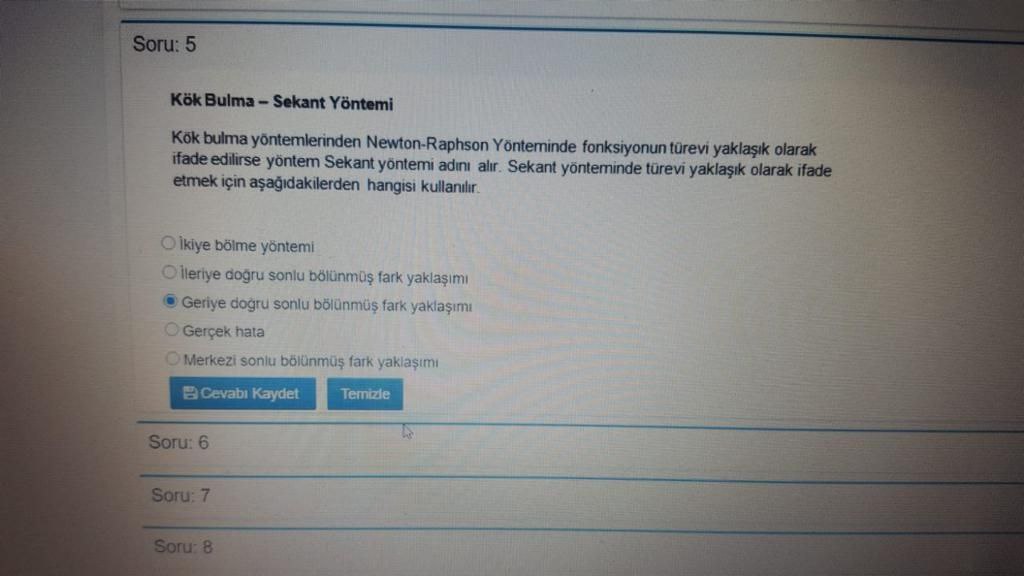 Soru: 5
Kök Bulma – Sekant Yöntemi
Kök bulma yöntemlerinden Newton-Raphson Yönteminde fonksiyonun türevi yaklaşık olarak
ifade edilirse yöntem Sekant yöntemi adını alır. Sekant yönteminde türevi yaklaşık olarak ifade
etmek için aşağıdakilerden hangisi kullanılır.
İkiye bölme yöntemi
İleriye doğru sonlu bölünmüş fark yaklaşımı
Geriye doğru sonlu bölünmüş fark yaklaşımı
Gerçek hata
Merkezi sonlu bölünmüş fark yaklaşımı
Cevabı Kaydet Temizle
Soru: 6
Soru: 7
Soru: 8